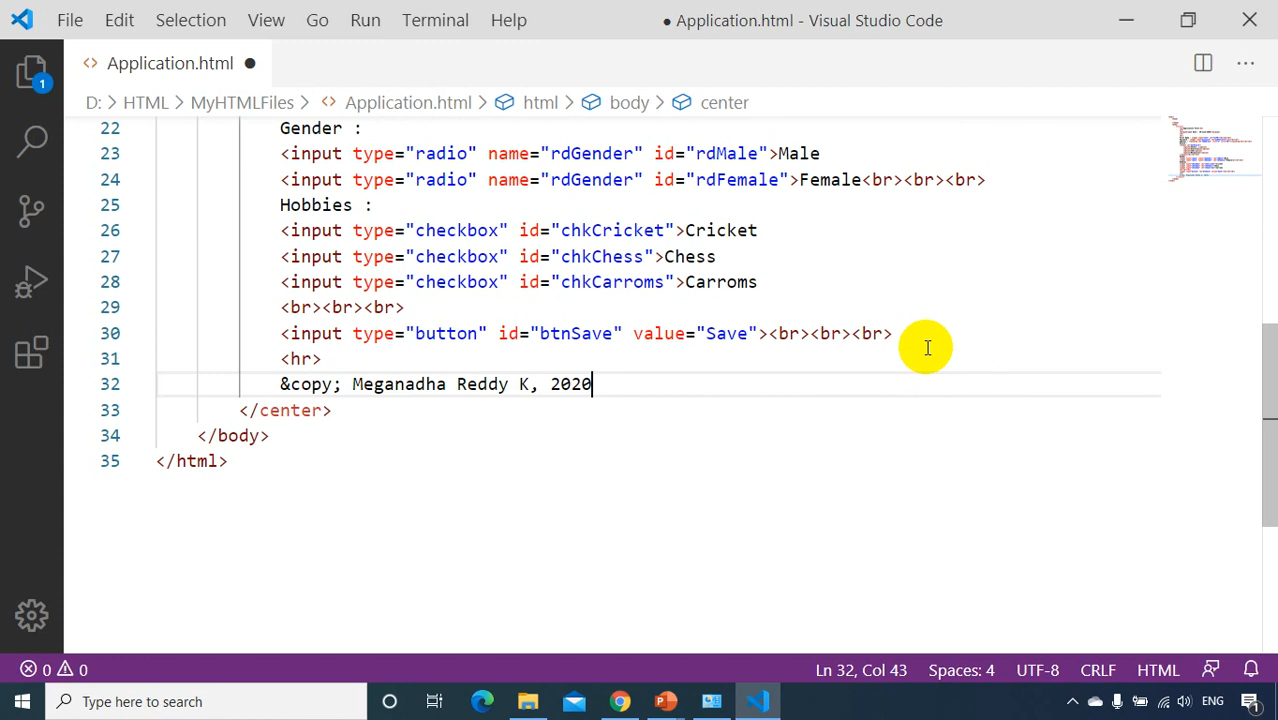 File Edit Selection View Go Run Terminal Help ● Application.html - Visual Studio Code
<> Application.html ●
D: > HTML > MyHTMLFiles > <> Application.html > html > body > center
22 Gender :
23 <input type="radio" name="rdGender" id="rdMale">Male
24 <input type="radio" name="rdGender" id="rdFemale">Female<br><br><br>
25 Hobbies :
26 <input type="checkbox" id="chkCricket">Cricket
27 <input type="checkbox" id="chkChess">Chess
28 <input type="checkbox" id="chkCarroms">Carroms
29 <br><br><br>
30 <input type="button" id="btnSave" value="Save"><br><br><br>
31 <hr>
32 &copy; Meganadha Reddy K, 2020
33 </center>
34 </body>
35 </html>
1
0 0 Ln 32, Col 43 Spaces: 4 UTF-8 CRLF HTML
Type here to search ENG 1